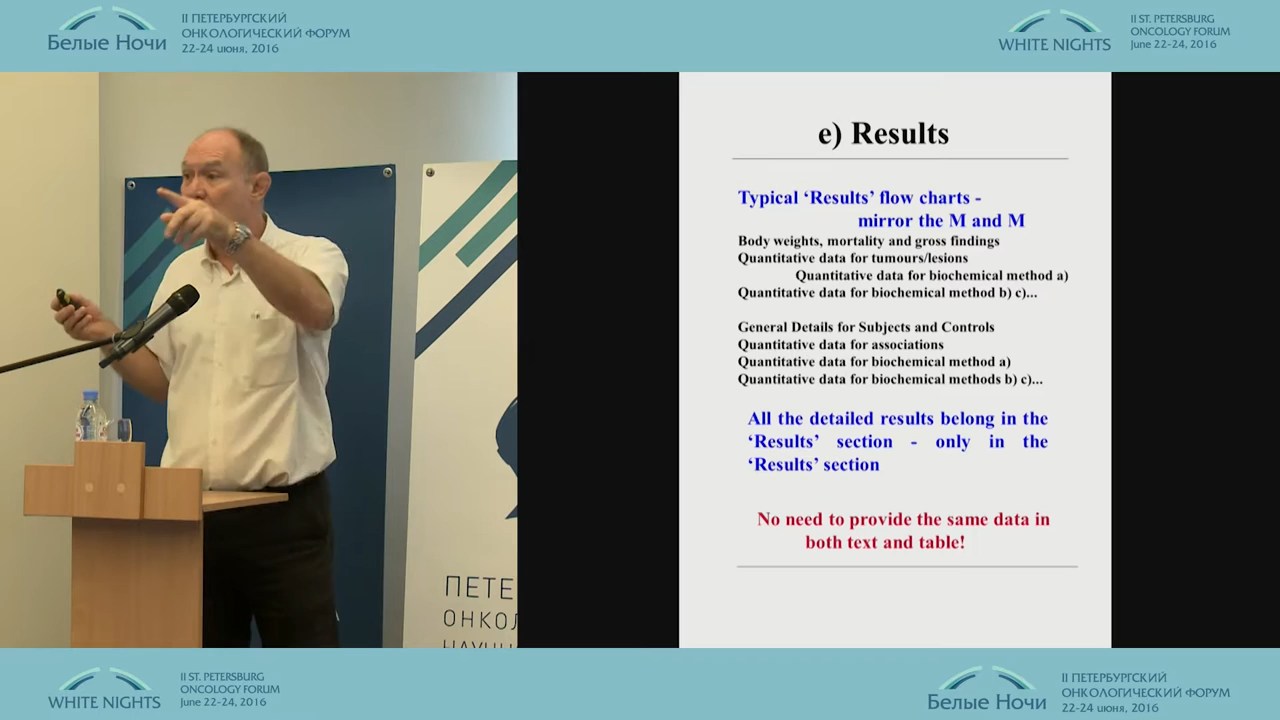 Белые Ночи
II ПЕТЕРБУРГСКИЙ
ОНКОЛОГИЧЕСКИЙ ФОРУМ
22-24 июня, 2016
WHITE NIGHTS
II ST. PETERSBURG
ONCOLOGY FORUM
June 22-24, 2016
e) Results
Typical ‘Results’ flow charts -
mirror the M and M
Body weights, mortality and gross findings
Quantitative data for tumours/lesions
Quantitative data for biochemical method a)
Quantitative data for biochemical method b) c)...
General Details for Subjects and Controls
Quantitative data for associations
Quantitative data for biochemical method a)
Quantitative data for biochemical methods b) c)...
All the detailed results belong in the
‘Results’ section - only in the
‘Results’ section
No need to provide the same data in
both text and table!
ПЕТЕ
ОНКОЛ
НАУЧН
WHITE NIGHTS
II ST. PETERSBURG
ONCOLOGY FORUM
June 22-24, 2016
Белые Ночи
II ПЕТЕРБУРГСКИЙ
ОНКОЛОГИЧЕСКИЙ ФОРУМ
22-24 июня, 2016